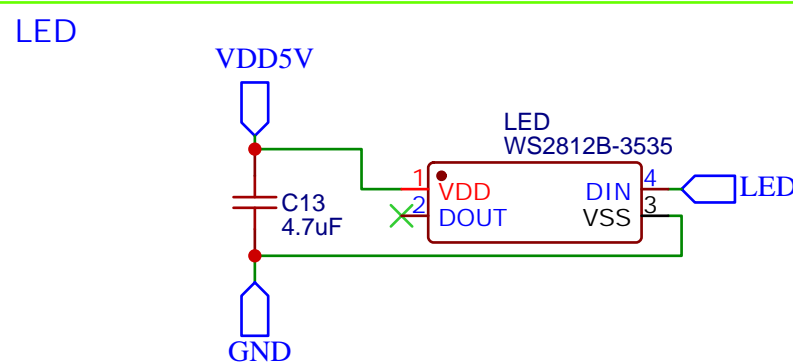 LED
VDD5V
LED
WS2812B-3535
1
VDD
DIN
4
LED
2
DOUT
VSS
3
C13
4.7uF
GND